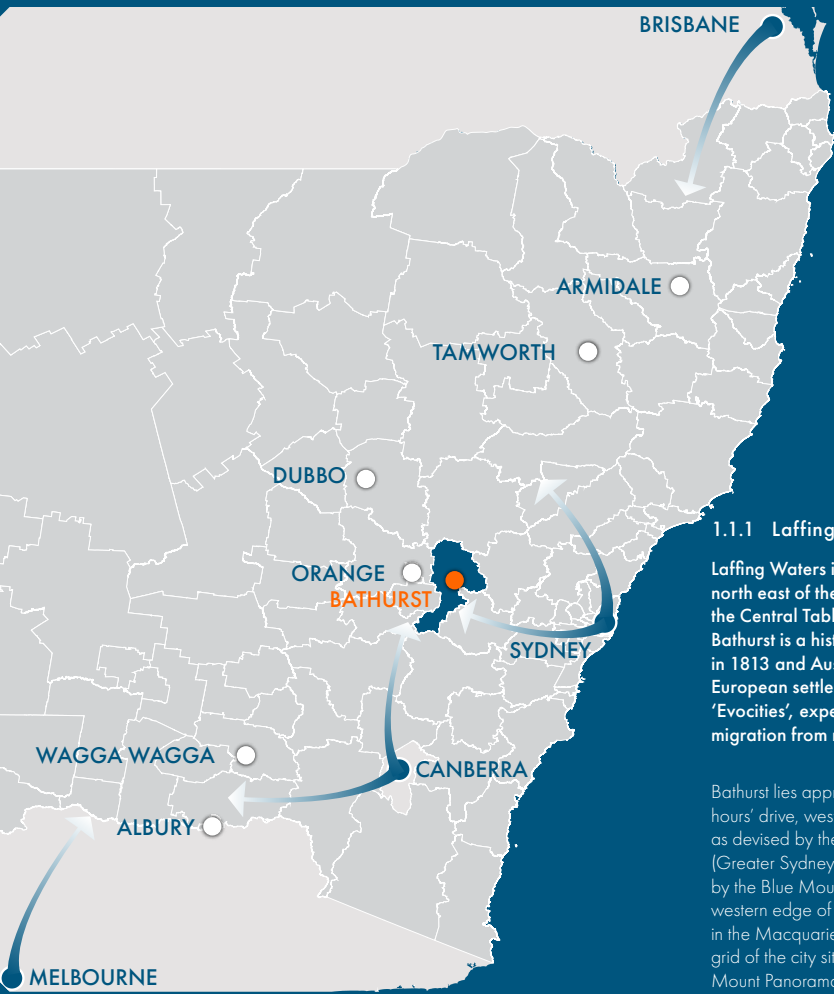 BRISBANE
ARMIDALE
TAMWORTH
DUBBO
ORANGE
BATHURST
SYDNEY
WAGGA WAGGA
CANBERRA
ALBURY
MELBOURNE
1.1.1 Laffing
Laffing Waters i
north east of the
the Central Tabl
Bathurst is a hist
in 1813 and Aus
European settle
'Evocities', expe
migration from r
Bathurst lies appr
hours' drive, wes
as devised by the
(Greater Sydney
by the Blue Mou
western edge of
in the Macquarie
grid of the city sit
Mount Panorama